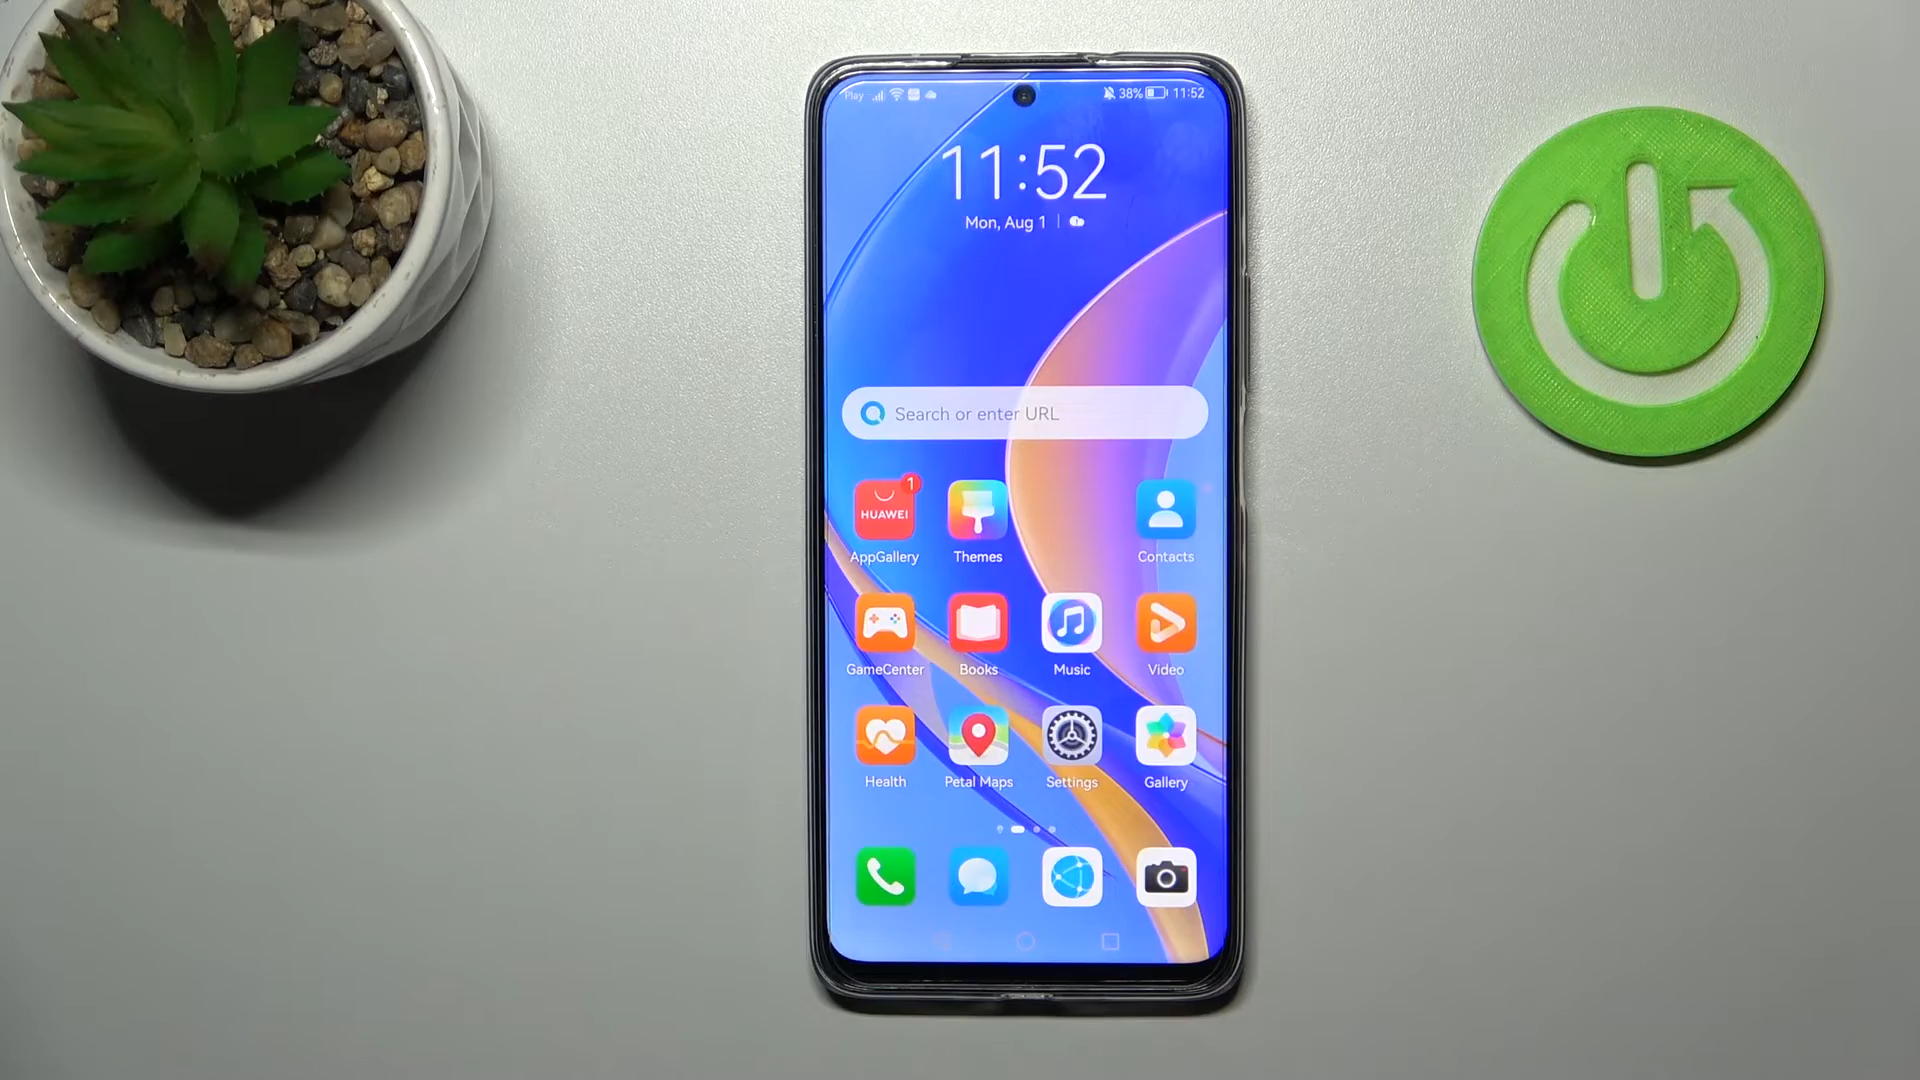 Play 38% 11:52
11:52
Mon, Aug 1
Search or enter URL
1
HUAWEI
AppGallery Themes Contacts
GameCenter Books Music Video
Health Petal Maps Settings Gallery